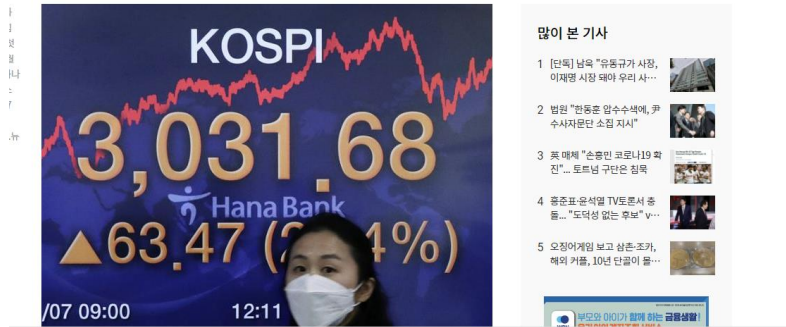 KOSPI
3,031.68
Hana Bank
▲63.47 (2 4%)
/07 09:00 12:11
많이 본 기사
1 [단독] 남욱 "유동규가 사장,
이재명 시장 돼야 우리 사…
2 법원 "한동훈 압수수색에, 尹
수사자문단 소집 지시"
3 英 매체 "손흥민 코로나19 확
진"... 토트넘 구단은 침묵
4 홍준표·윤석열 TV토론서 충
돌... "도덕성 없는 후보" v…
5 오징어게임 보고 삼촌·조카,
해외 커플, 10년 단골이 몰…
부모와 아이가 함께 하는 금융생활!